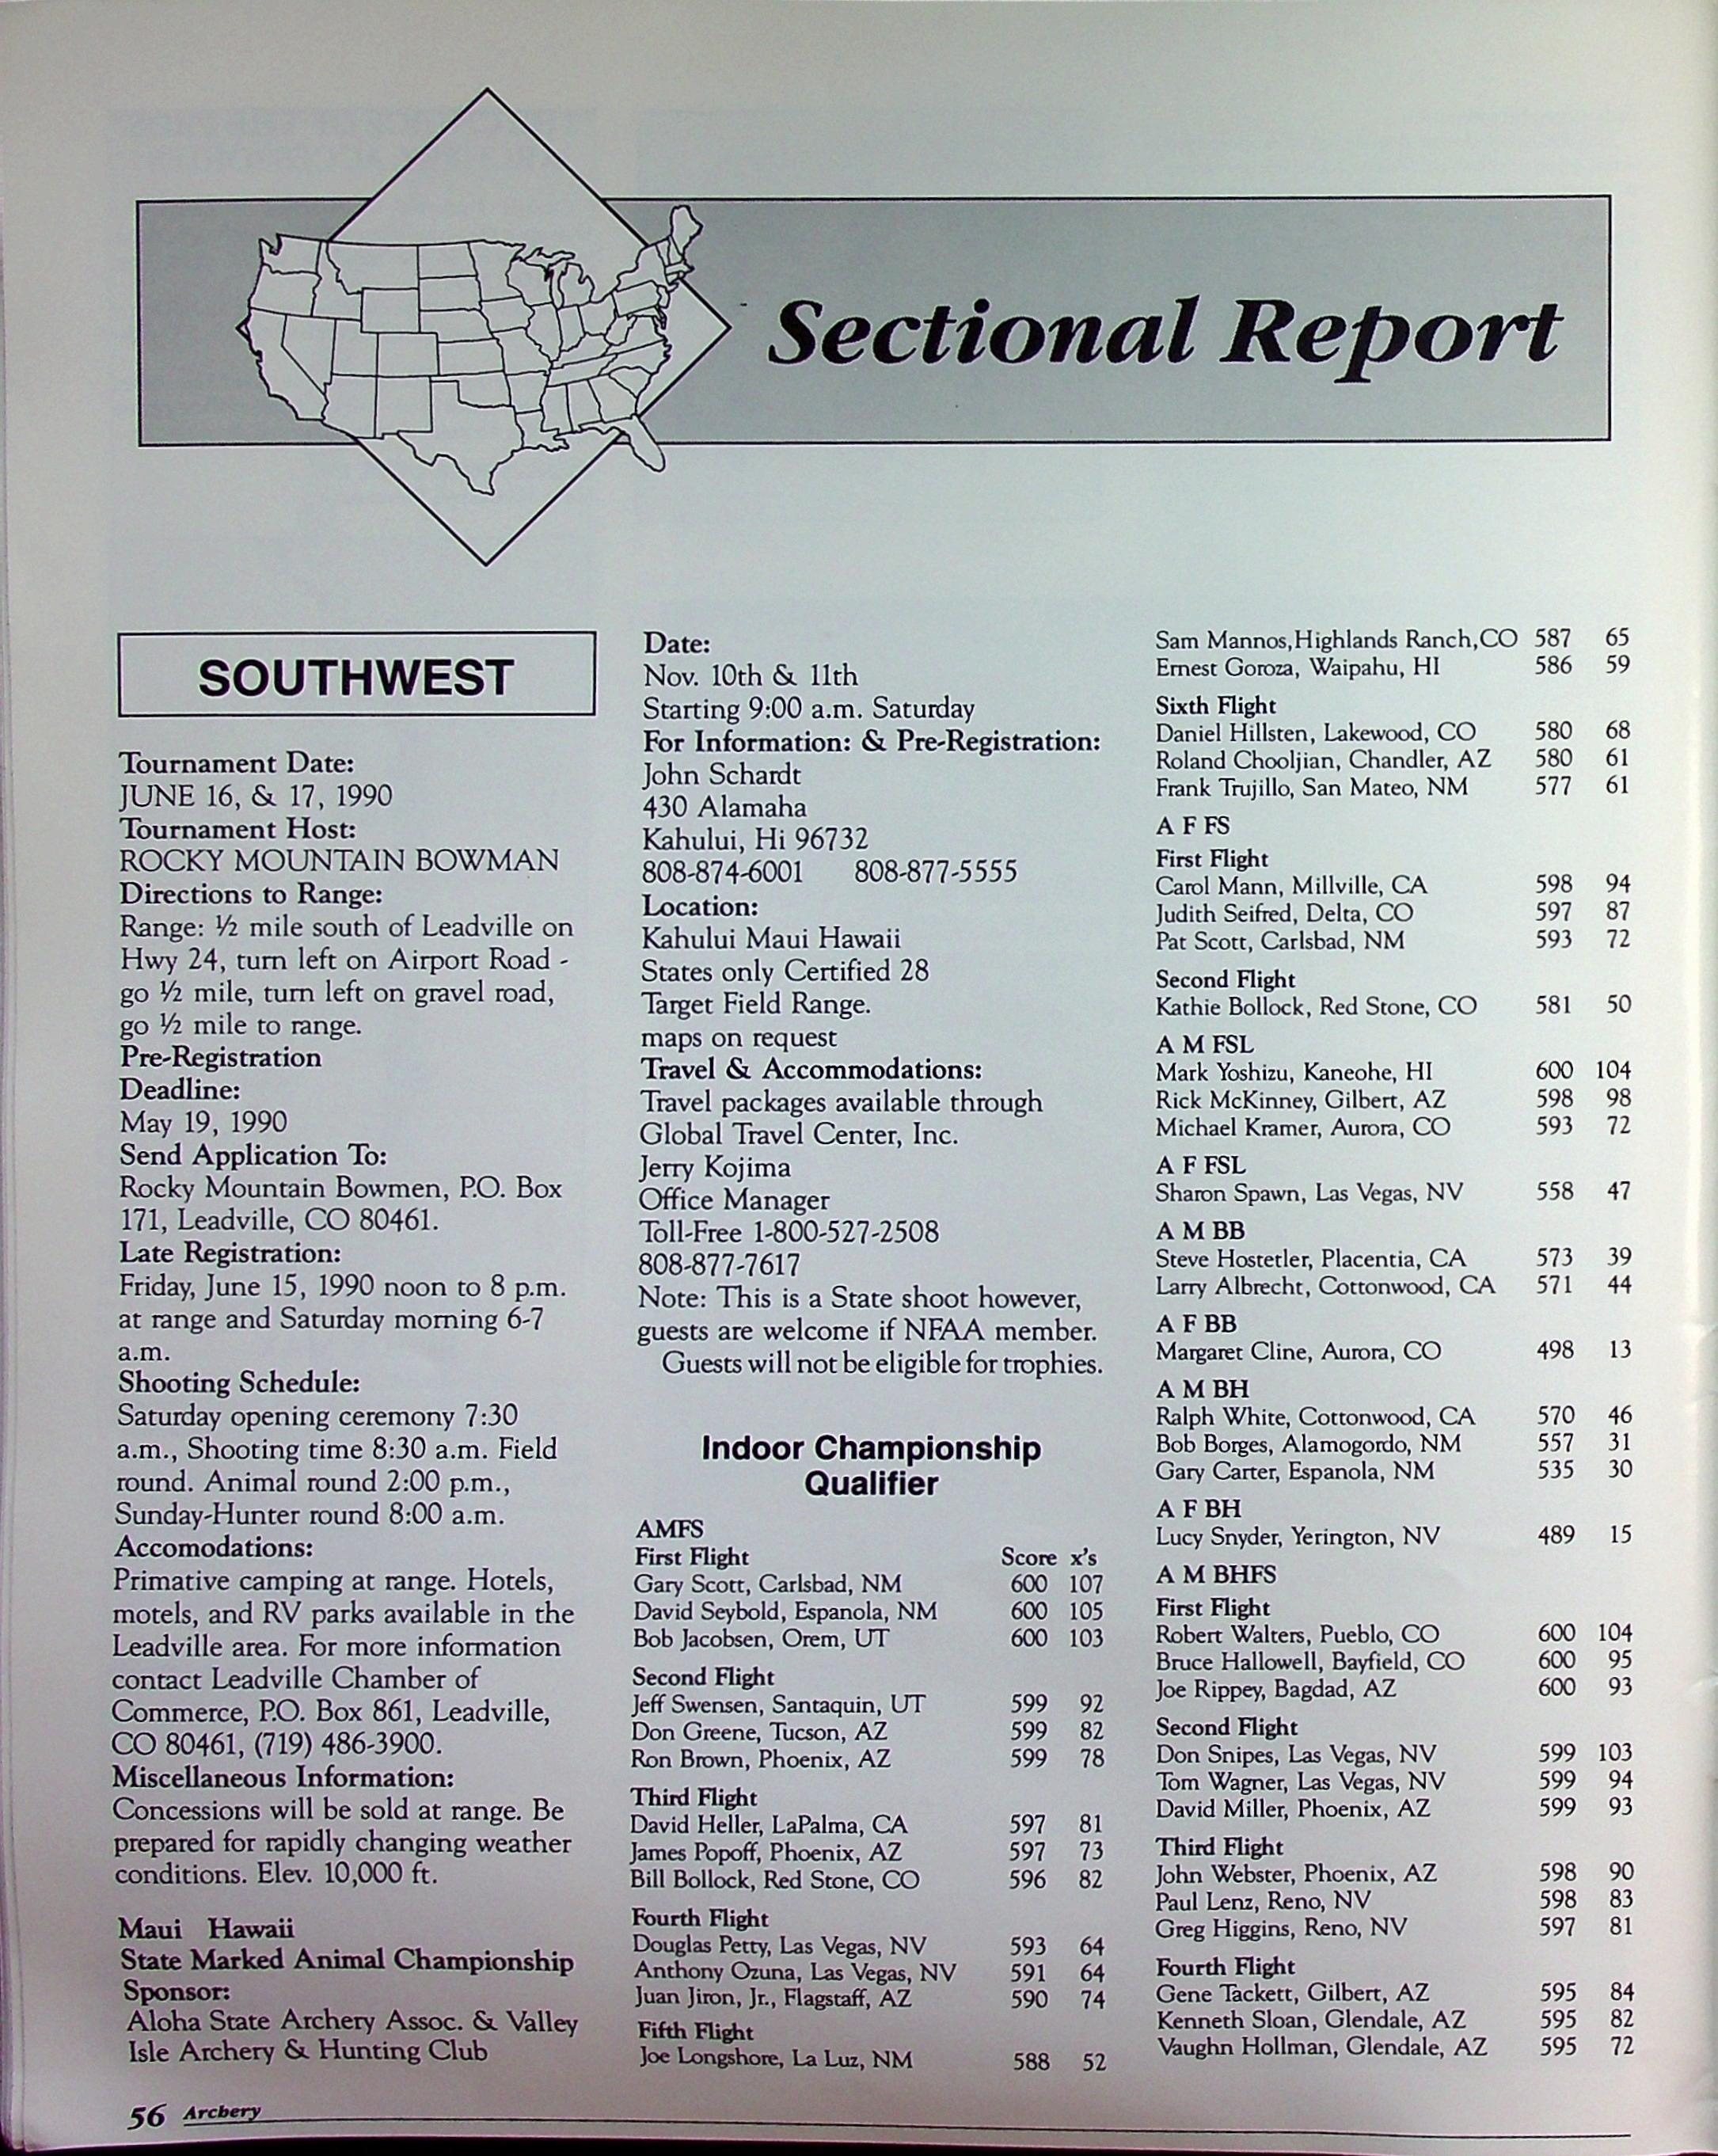 Sectional Report
SOUTHWEST
Tournament Date:
JUNE 16, & 17, 1990
Tournament Host:
ROCKY MOUNTAIN BOWMAN
Directions to Range:
Range: ½ mile south of Leadville on
Hwy 24, turn left on Airport Road -
go ½ mile, turn left on gravel road,
go ½ mile to range.
Pre-Registration
Deadline:
May 19, 1990
Send Application To:
Rocky Mountain Bowmen, P.O. Box
171, Leadville, CO 80461.
Late Registration:
Friday, June 15, 1990 noon to 8 p.m.
at range and Saturday morning 6-7
a.m.
Shooting Schedule:
Saturday opening ceremony 7:30
a.m., Shooting time 8:30 a.m. Field
round. Animal round 2:00 p.m.,
Sunday-Hunter round 8:00 a.m.
Accomodations:
Primative camping at range. Hotels,
motels, and RV parks available in the
Leadville area. For more information
contact Leadville Chamber of
Commerce, P.O. Box 861, Leadville,
CO 80461, (719) 486-3900.
Miscellaneous Information:
Concessions will be sold at range. Be
prepared for rapidly changing weather
conditions. Elev. 10,000 ft.
Maui Hawaii
State Marked Animal Championship
Sponsor:
Aloha State Archery Assoc. & Valley
Isle Archery & Hunting Club
Date:
Nov. 10th & 11th
Starting 9:00 a.m. Saturday
For Information: & Pre-Registration:
John Schardt
430 Alamaha
Kahului, Hi 96732
808-874-6001 808-877-5555
Location:
Kahului Maui Hawaii
States only Certified 28
Target Field Range.
maps on request
Travel & Accommodations:
Travel packages available through
Global Travel Center, Inc.
Jerry Kojima
Office Manager
Toll-Free 1-800-527-2508
808-877-7617
Note: This is a State shoot however,
guests are welcome if NFAA member.
Guests will not be eligible for trophies.
Indoor Championship
Qualifier
AMFS
First Flight Score x's
Gary Scott, Carlsbad, NM 600 107
David Seybold, Espanola, NM 600 105
Bob Jacobsen, Orem, UT 600 103
Second Flight
Jeff Swensen, Santaquin, UT 599 92
Don Greene, Tucson, AZ 599 82
Ron Brown, Phoenix, AZ 599 78
Third Flight
David Heller, LaPalma, CA 597 81
James Popoff, Phoenix, AZ 597 73
Bill Bollock, Red Stone, CO 596 82
Fourth Flight
Douglas Petty, Las Vegas, NV 593 64
Anthony Ozuna, Las Vegas, NV 591 64
Juan Jiron, Jr., Flagstaff, AZ 590 74
Fifth Flight
Joe Longshore, La Luz, NM 588 52
Sam Mannos,Highlands Ranch,CO 587 65
Ernest Goroza, Waipahu, HI 586 59
Sixth Flight
Daniel Hillsten, Lakewood, CO 580 68
Roland Chooljian, Chandler, AZ 580 61
Frank Trujillo, San Mateo, NM 577 61
A F FS
First Flight
Carol Mann, Millville, CA 598 94
Judith Seifred, Delta, CO 597 87
Pat Scott, Carlsbad, NM 593 72
Second Flight
Kathie Bollock, Red Stone, CO 581 50
A M FSL
Mark Yoshizu, Kaneohe, HI 600 104
Rick McKinney, Gilbert, AZ 598 98
Michael Kramer, Aurora, CO 593 72
A F FSL
Sharon Spawn, Las Vegas, NV 558 47
A M BB
Steve Hostetler, Placentia, CA 573 39
Larry Albrecht, Cottonwood, CA 571 44
A F BB
Margaret Cline, Aurora, CO 498 13
A M BH
Ralph White, Cottonwood, CA 570 46
Bob Borges, Alamogordo, NM 557 31
Gary Carter, Espanola, NM 535 30
A F BH
Lucy Snyder, Yerington, NV 489 15
A M BHFS
First Flight
Robert Walters, Pueblo, CO 600 104
Bruce Hallowell, Bayfield, CO 600 95
Joe Rippey, Bagdad, AZ 600 93
Second Flight
Don Snipes, Las Vegas, NV 599 103
Tom Wagner, Las Vegas, NV 599 94
David Miller, Phoenix, AZ 599 93
Third Flight
John Webster, Phoenix, AZ 598 90
Paul Lenz, Reno, NV 598 83
Greg Higgins, Reno, NV 597 81
Fourth Flight
Gene Tackett, Gilbert, AZ 595 84
Kenneth Sloan, Glendale, AZ 595 82
Vaughn Hollman, Glendale, AZ 595 72
56 Archery